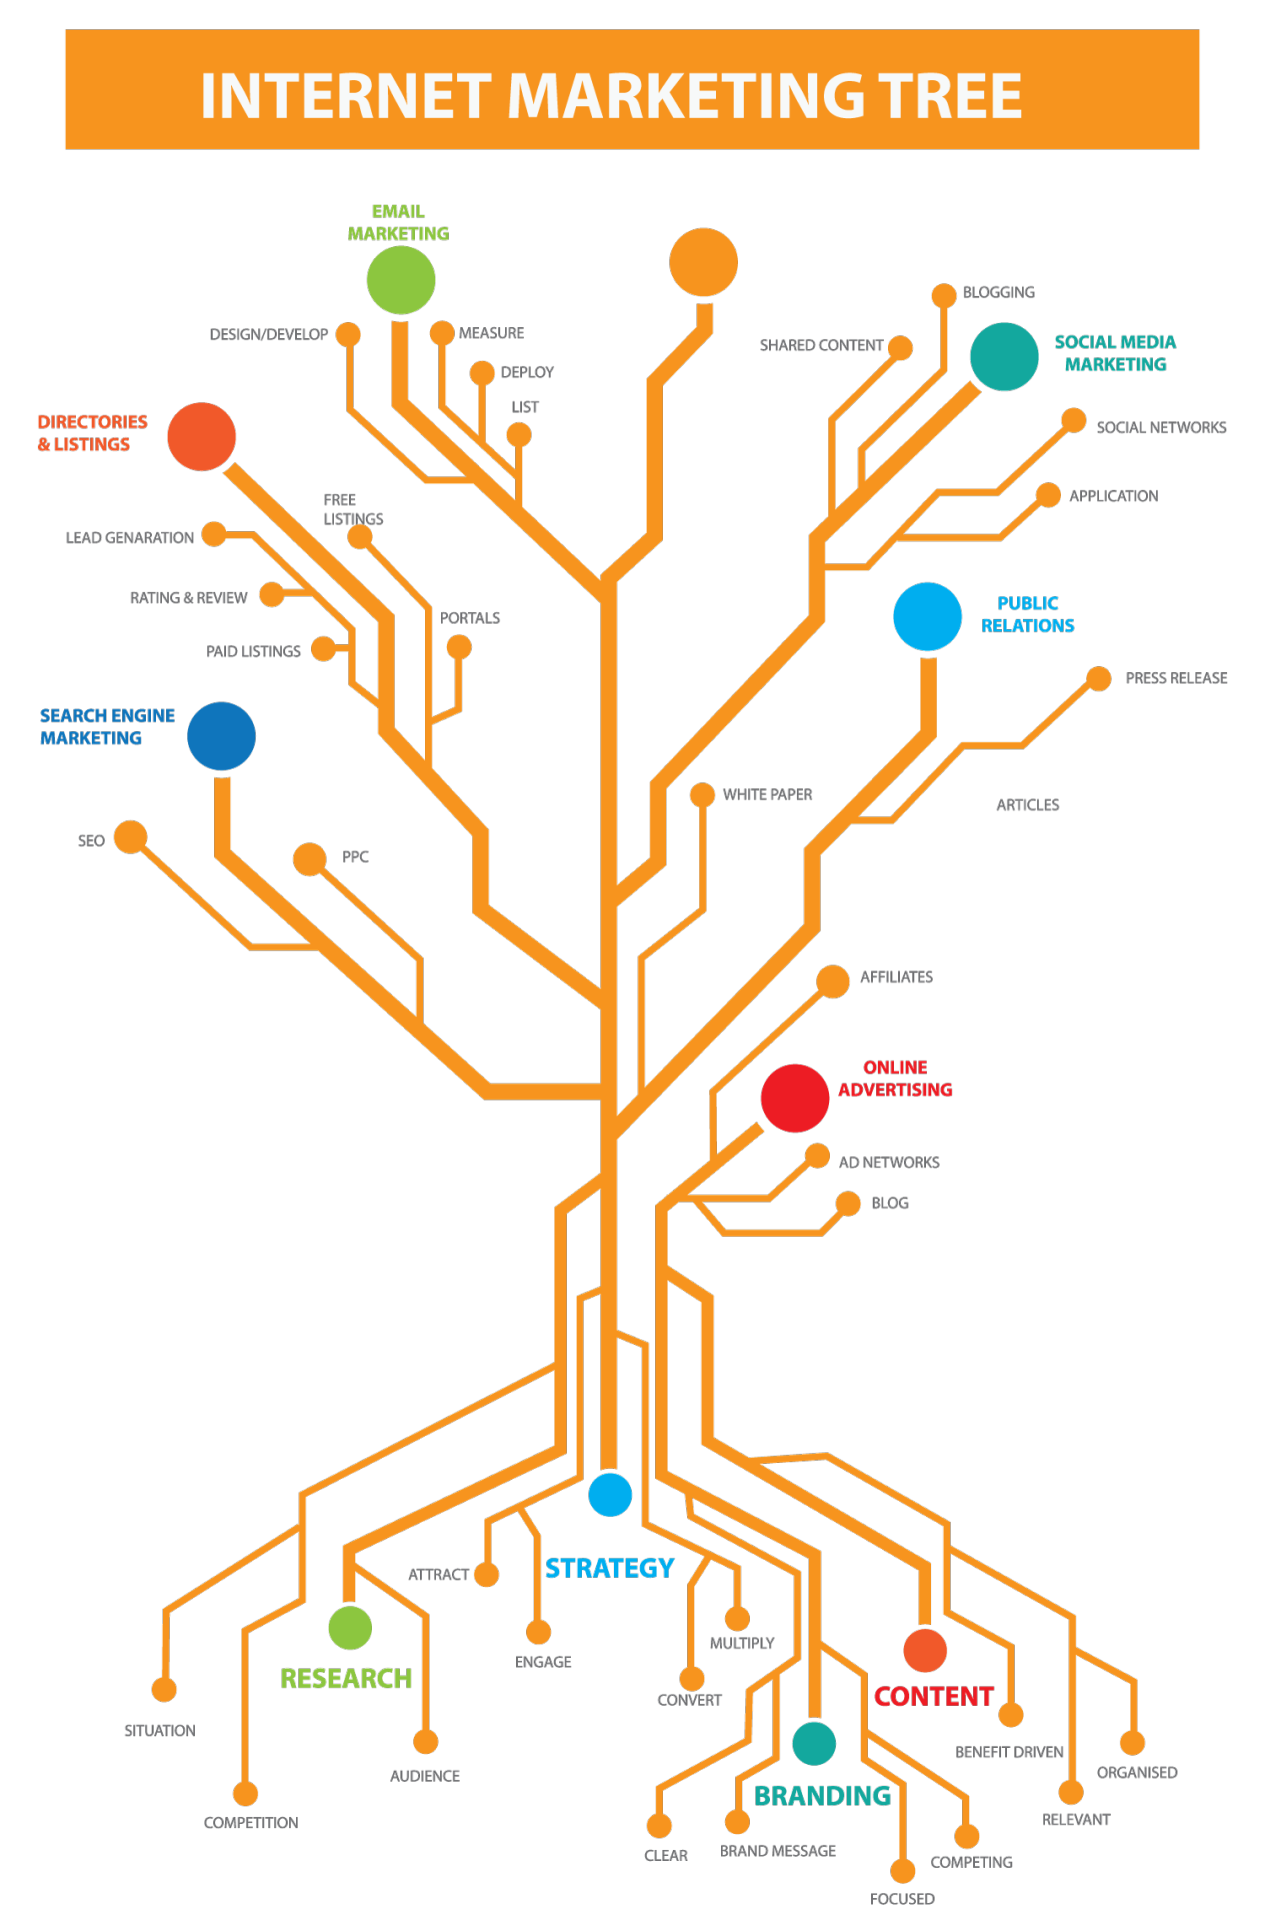 INTERNET MARKETING TREE
EMAIL
MARKETING
DESIGN/DEVELOP
MEASURE
DEPLOY
LIST
BLOGGING
SHARED CONTENT
SOCIAL MEDIA
MARKETING
SOCIAL NETWORKS
APPLICATION
DIRECTORIES
& LISTINGS
FREE
LISTINGS
LEAD GENARATION
RATING & REVIEW
PAID LISTINGS
PORTALS
PUBLIC
RELATIONS
PRESS RELEASE
ARTICLES
WHITE PAPER
SEARCH ENGINE
MARKETING
SEO
PPC
AFFILIATES
ONLINE
ADVERTISING
AD NETWORKS
BLOG
STRATEGY
ATTRACT
ENGAGE
CONVERT
MULTIPLY
RESEARCH
SITUATION
COMPETITION
AUDIENCE
CONTENT
BENEFIT DRIVEN
ORGANISED
RELEVANT
BRANDING
CLEAR
BRAND MESSAGE
COMPETING
FOCUSED